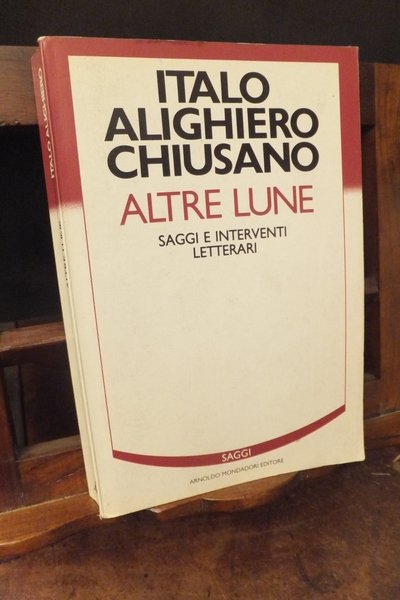 ITALO
ALIGHIERO
CHIUSANO
ALTRE LUNE
SAGGI E INTERVENTI
LETTERARI
SAGGI
ARNOLDO MONDADORI EDITORE
ITALO ALIGHIERO